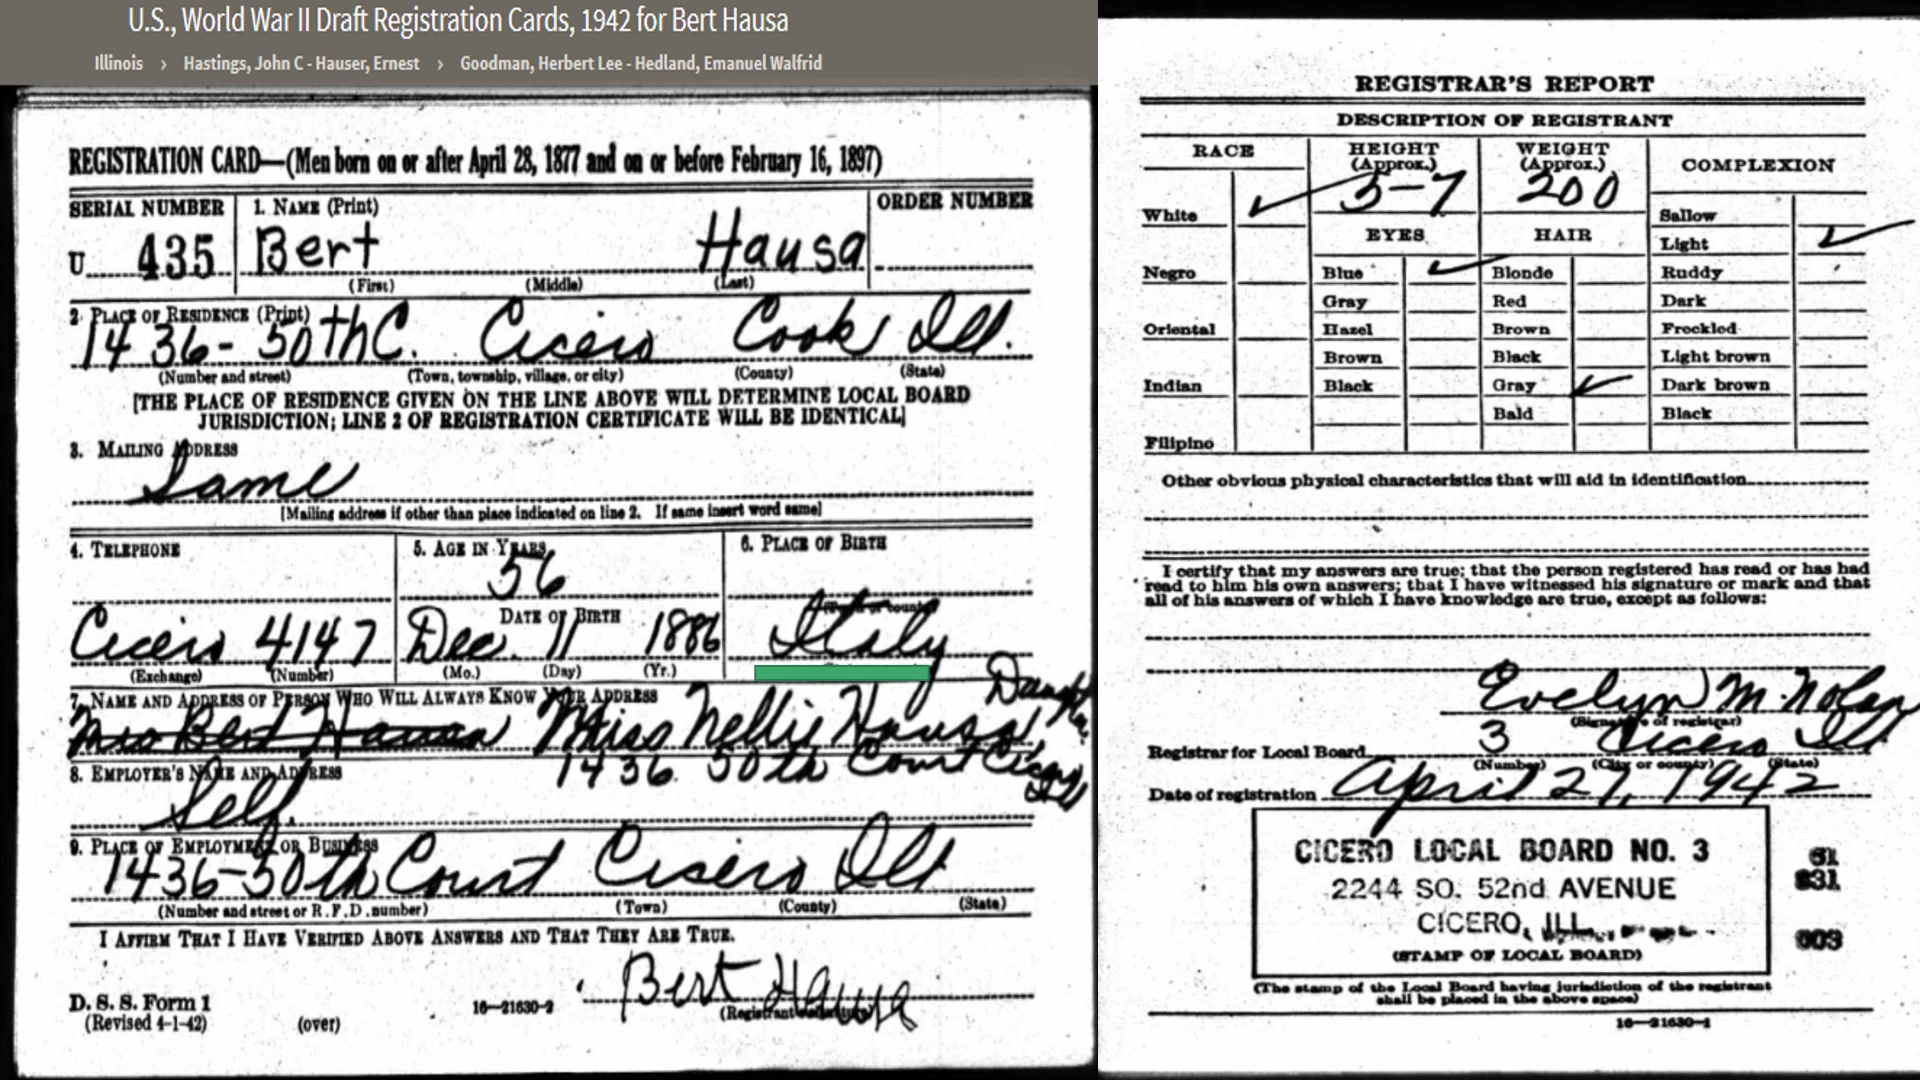 U.S., World War II Draft Registration Cards, 1942 for Bert Hausa
Illinois > Hastings, John C - Hauser, Ernest > Goodman, Herbert Lee - Hedland, Emanuel Walfrid
REGISTRATION CARD—(Men born on or after April 28, 1877 and on or before February 16, 1897)
SERIAL NUMBER
1. NAME (Print)
ORDER NUMBER
U 435
Bert Hausa
(First) (Middle) (Last)
2. PLACE OF RESIDENCE (Print)
1436-50th C. Cicero Cook Ill.
(Number and street) (Town, township, village, or city) (County) (State)
[THE PLACE OF RESIDENCE GIVEN ON THE LINE ABOVE WILL DETERMINE LOCAL BOARD
JURISDICTION; LINE 2 OF REGISTRATION CERTIFICATE WILL BE IDENTICAL]
3. MAILING ADDRESS
Same
[Mailing address if other than place indicated on line 2. If same insert word same]
4. TELEPHONE
5. AGE IN YEARS
6. PLACE OF BIRTH
56
DATE OF BIRTH
Cicero 4147
Dec. 11 1886
Italy
(Exchange) (Number)
(Mo.) (Day) (Yr.)
7. NAME AND ADDRESS OF PERSON WHO WILL ALWAYS KNOW YOUR ADDRESS
Mrs Bert Miss Nellie Hausa
8. EMPLOYER'S NAME AND ADDRESS
1436 50th Court Cicero Ill
Self.
9. PLACE OF EMPLOYMENT OR BUSINESS
1436-50th Court Cicero Ill
(Number and street or R. F. D. number) (Town) (County) (State)
I AFFIRM THAT I HAVE VERIFIED ABOVE ANSWERS AND THAT THEY ARE TRUE.
Bert Hausa
D. S. S. Form 1
(Revised 4-1-42) (over)
16—21630-2
(Registrant's signature)
REGISTRAR'S REPORT
DESCRIPTION OF REGISTRANT
RACE
HEIGHT (Approx.)
WEIGHT (Approx.)
COMPLEXION
5-7
200
White
Negro
Oriental
Indian
Filipino
EYES
Blue
Gray
Hazel
Brown
Black
HAIR
Blonde
Red
Brown
Black
Gray
Bald
Sallow
Light
Ruddy
Dark
Freckled
Light brown
Dark brown
Black
Other obvious physical characteristics that will aid in identification
I certify that my answers are true; that the person registered has read or has had
read to him his own answers; that I have witnessed his signature or mark and that
all of his answers of which I have knowledge are true, except as follows:
Evelyn M. Nolan
(Signature of registrar)
Registrar for Local Board 3 Cicero Ill
(Number) (City or county) (State)
Date of registration April 27, 1942
CICERO LOCAL BOARD NO. 3
2244 SO. 52nd AVENUE
CICERO, ILL.
(STAMP OF LOCAL BOARD)
(The stamp of the Local Board having jurisdiction of the registrant
shall be placed in the above space)
16—21630-1